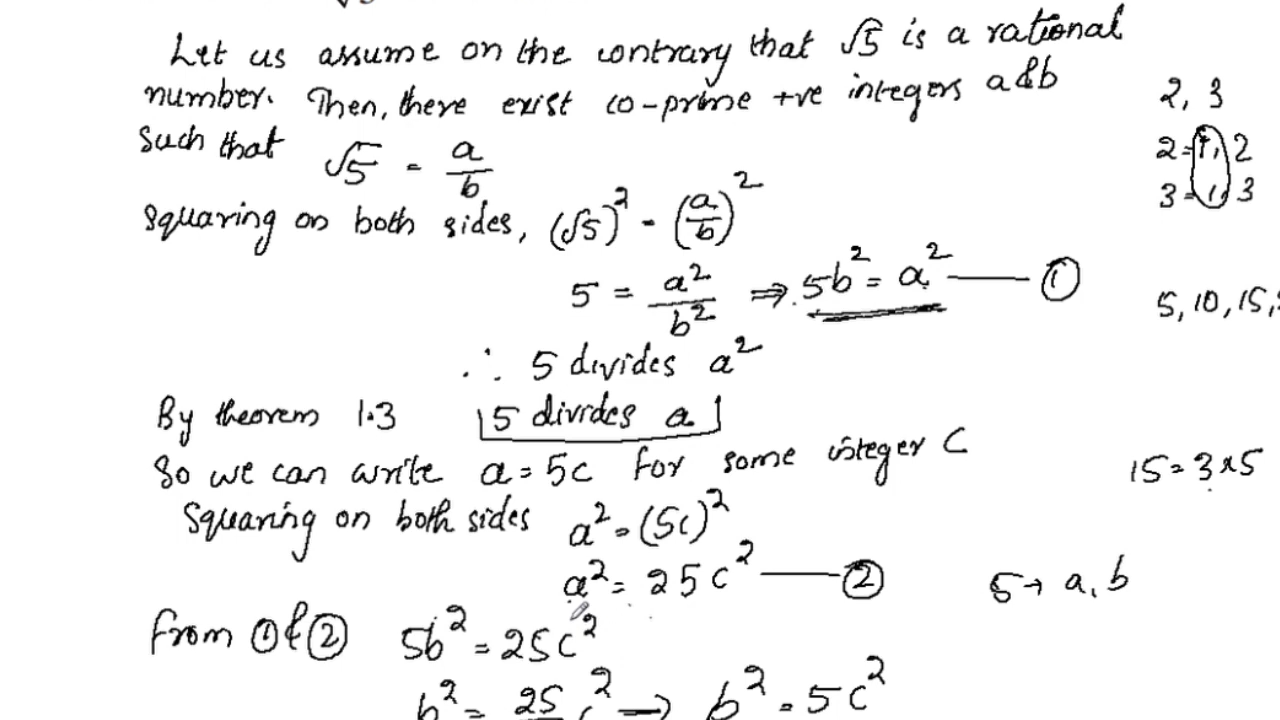 Let us assume on the contrary that √5 is a rational
number. Then, there exist co-prime +ve integers a & b
2, 3
such that √5 = a/b
2 = 1, 2
3 = 1, 3
Squaring on both sides, (√5)² = (a/b)²
5 = a²/b² ⇒ 5b² = a² —— ①
5, 10, 15,
∴ 5 divides a²
By theorem 1.3 5 divides a
So we can write a = 5c for some integer C
15 = 3 x 5
Squaring on both sides a² = (5c)²
a² = 25c² —— ②
5 → a, b
From ① & ② 5b² = 25c²
b² = 25 c² → b² = 5c²